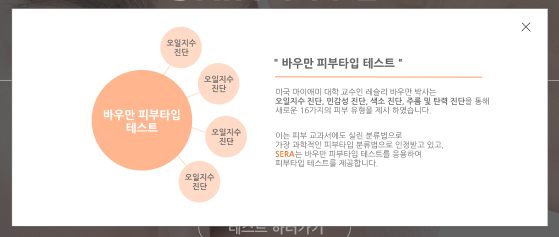 오일지수
진단
오일지수
진단
바우만 피부타입
테스트
오일지수
진단
오일지수
진단
" 바우만 피부타입 테스트 "
미국 마이애미 대학 교수인 레슬리 바우만 박사는
오일지수 진단, 민감성 진단, 색소 진단, 주름 및 탄력 진단을 통해
새로운 16가지의 피부 유형을 제시 하였습니다.
이는 피부 교과서에도 실린 분류법으로
가장 과학적인 피부타입 분류법으로 인정받고 있고,
SERA는 바우만 피부타입 테스트를 응용하여
피부타입 테스트를 제공합니다.
테스트 하러가기